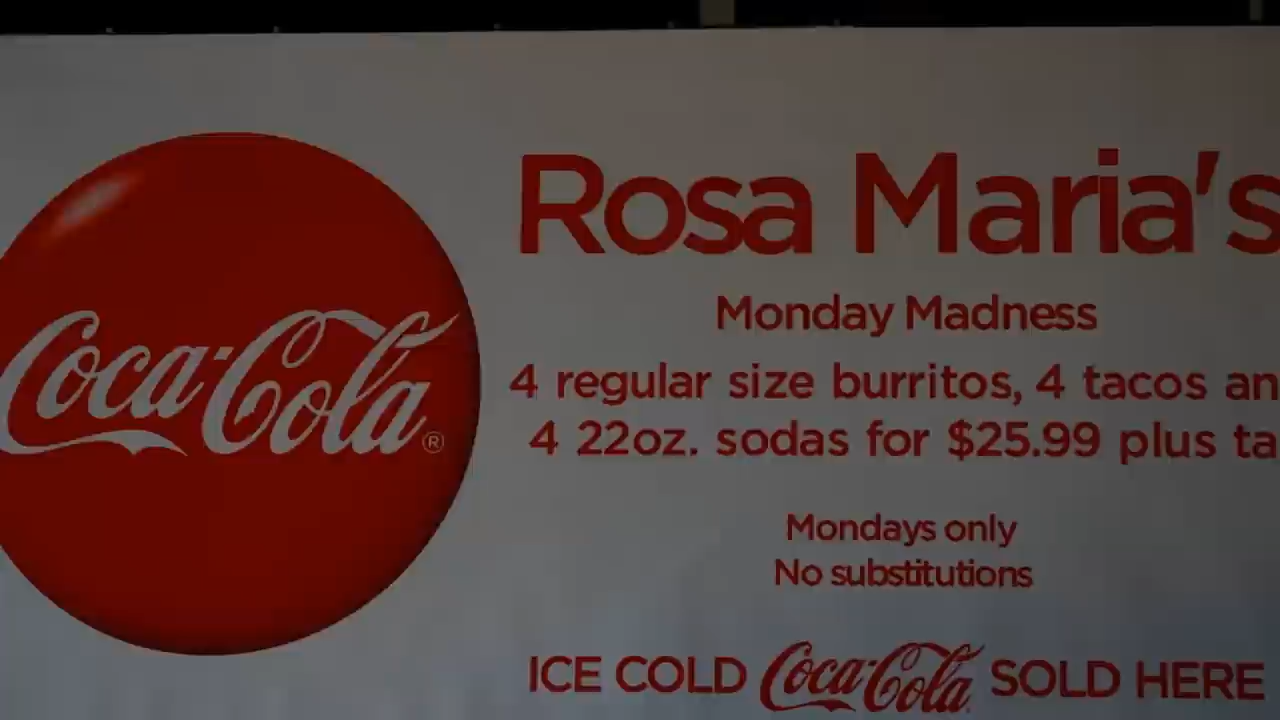 Rosa Maria's
Monday Madness
4 regular size burritos, 4 tacos an
4 22oz. sodas for $25.99 plus ta
Coca-Cola®
Mondays only
No substitutions
ICE COLD Coca-Cola SOLD HERE